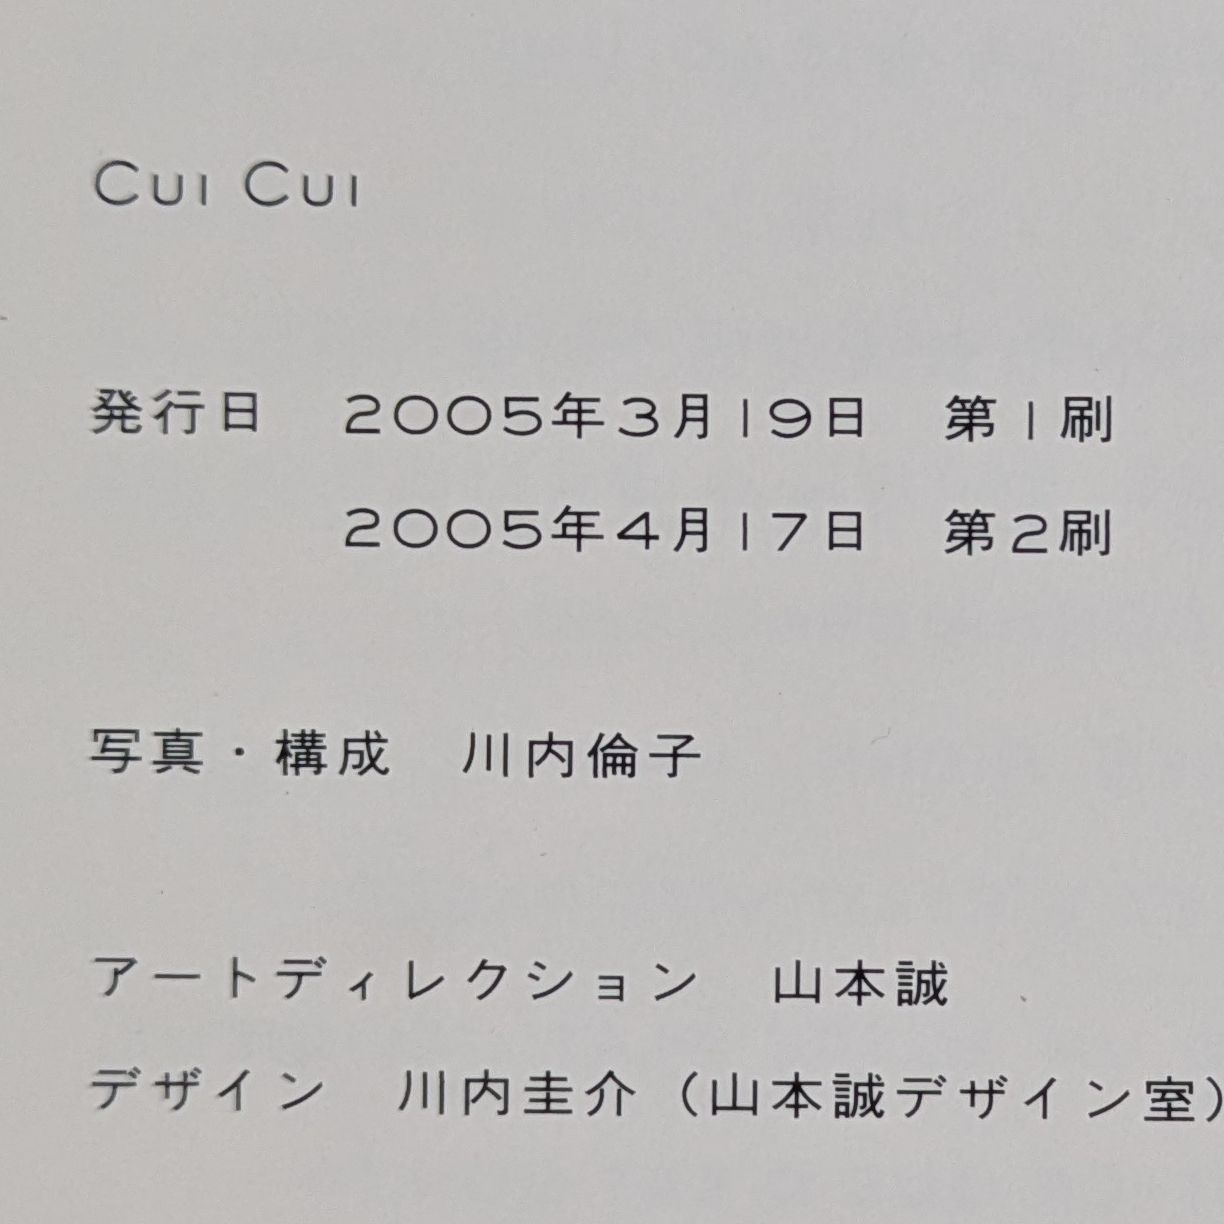 Cui Cui
発行日　2005年3月19日　第1刷
2005年4月17日　第2刷
写真・構成　川内倫子
アートディレクション　山本誠
デザイン　川内圭介（山本誠デザイン室）